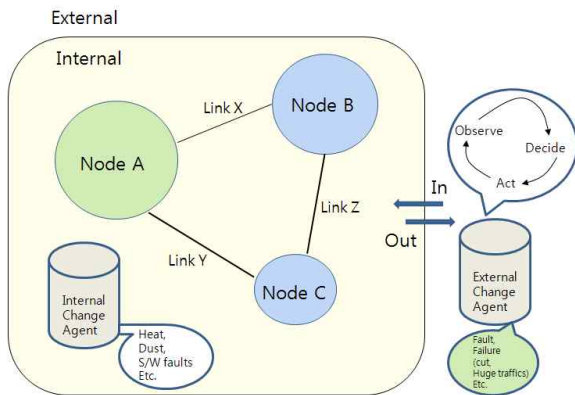 External
Internal
Node A
Link X
Node B
Link Z
Link Y
Node C
Internal
Change
Agent
Heat,
Dust,
S/W faults
Etc.
In
Out
Observe
Decide
Act
External
Change
Agent
Fault,
Failure
(cut,
Huge traffics)
Etc.